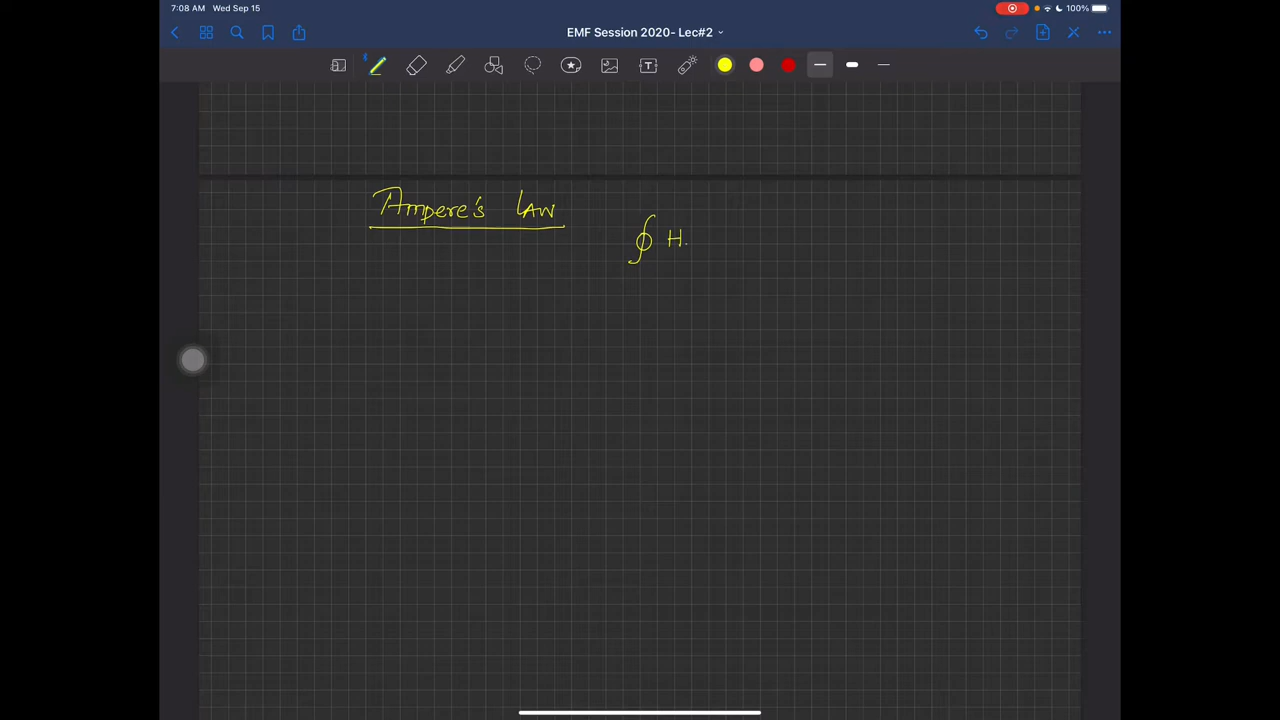 7:08 AM Wed Sep 15 100%
EMF Session 2020- Lec#2
T
Ampere's LAW
∮ H.